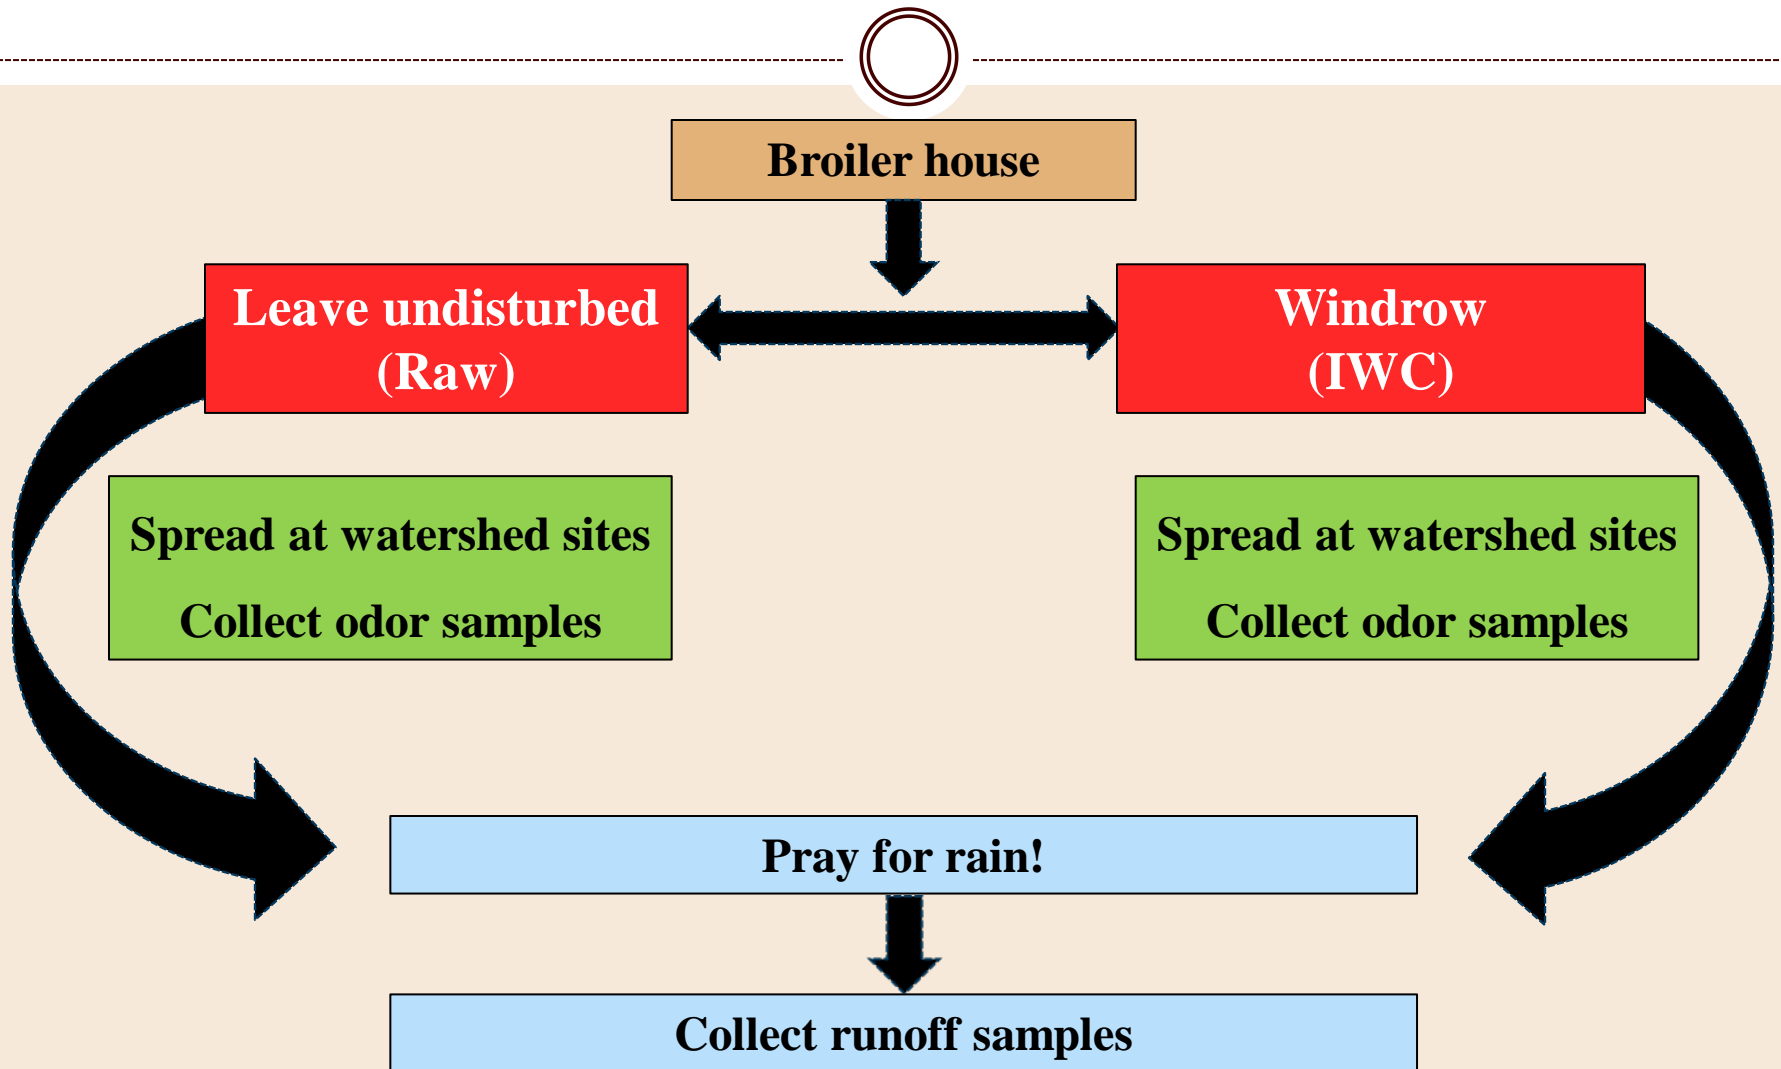 Broiler house
Leave undisturbed
(Raw)
Windrow
(IWC)
Spread at watershed sites
Collect odor samples
Spread at watershed sites
Collect odor samples
Pray for rain!
Collect runoff samples